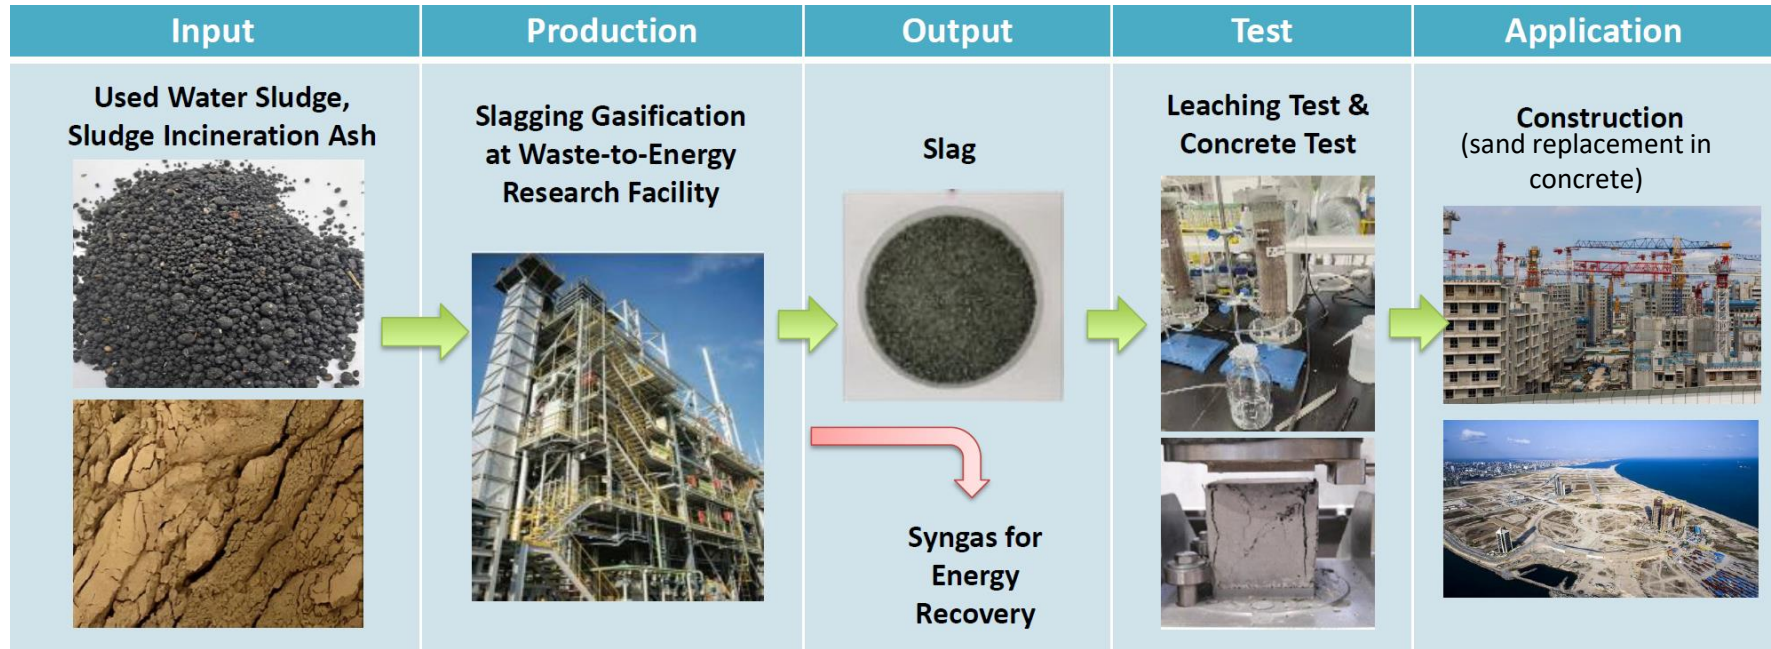 Input
Production
Output
Test
Application
Used Water Sludge,
Sludge Incineration Ash
Slagging Gasification
at Waste-to-Energy
Research Facility
Slag
Syngas for
Energy
Recovery
Leaching Test &
Concrete Test
Construction
(sand replacement in
concrete)